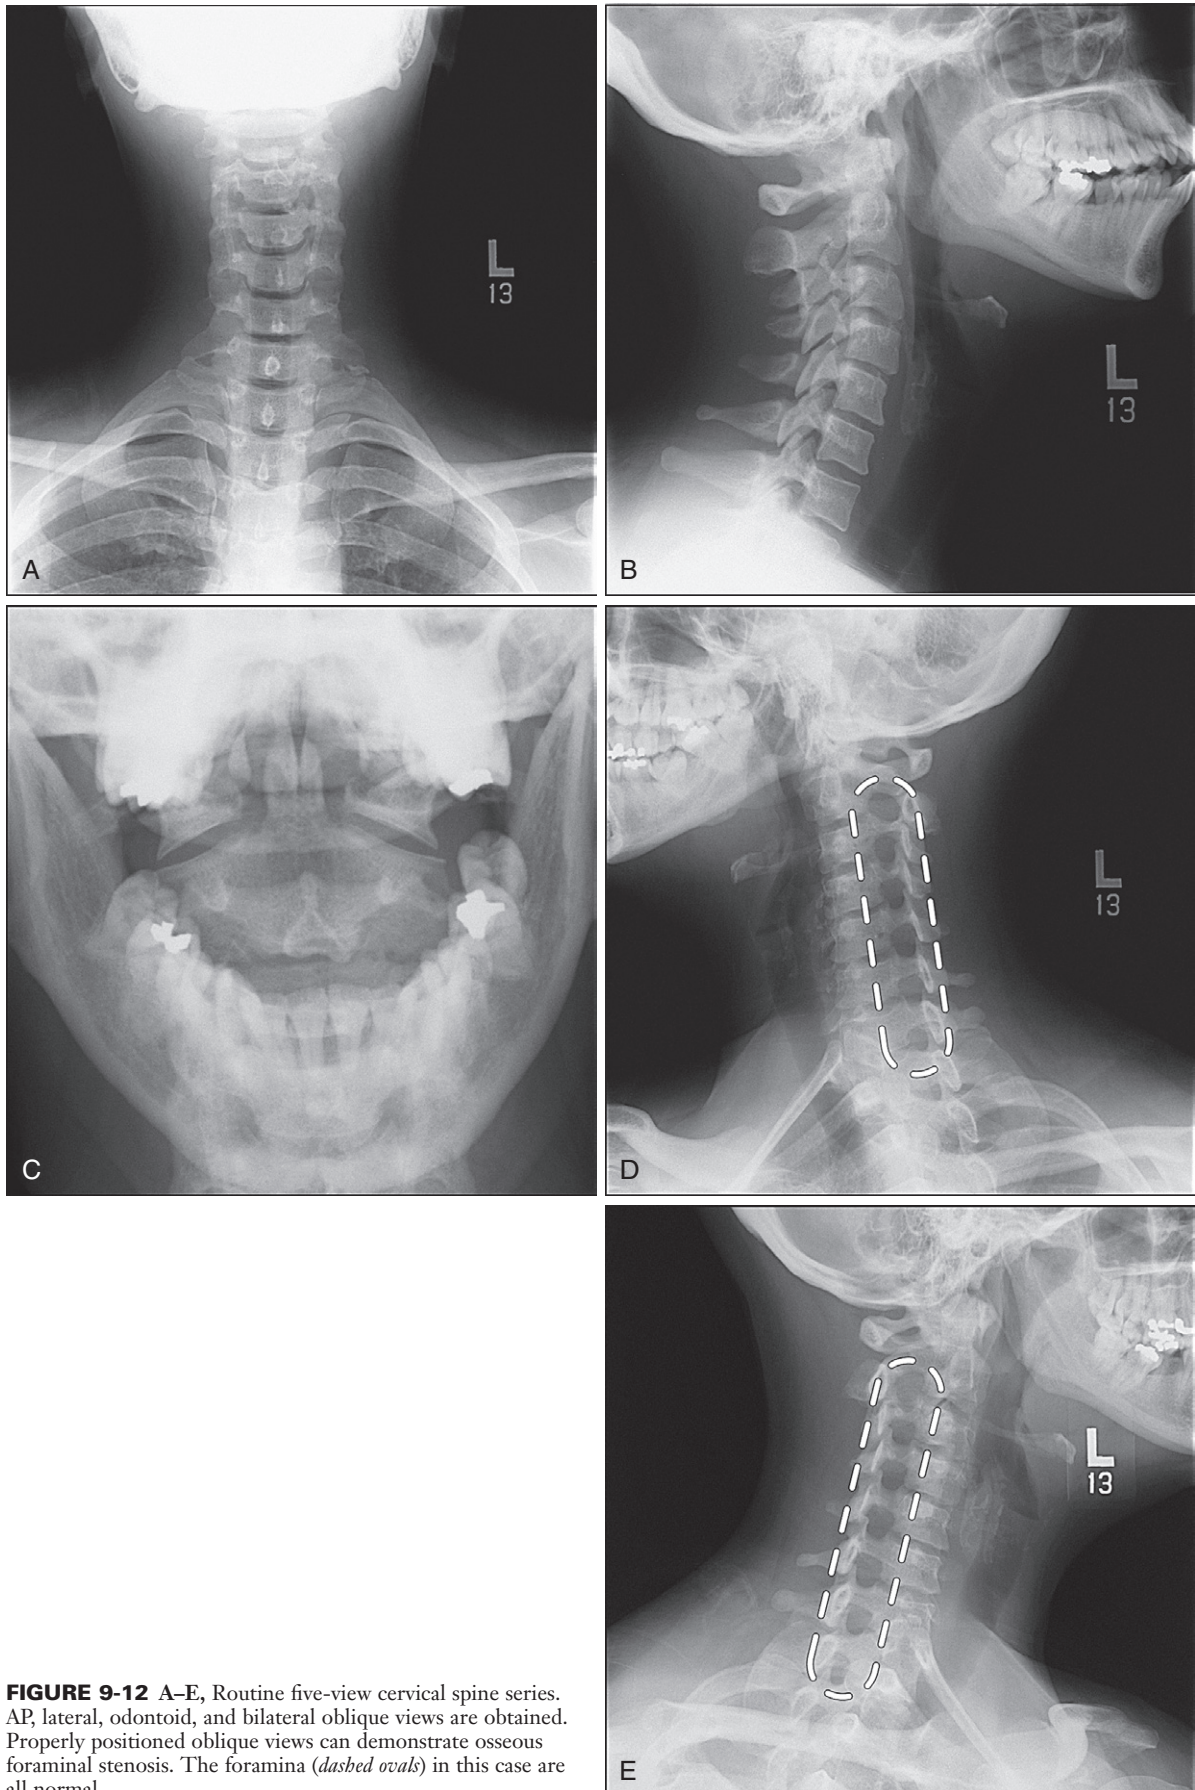 L
13
A
L
13
B
C
L
13
D
L
13
E
FIGURE 9-12 A–E, Routine five-view cervical spine series.
AP, lateral, odontoid, and bilateral oblique views are obtained.
Properly positioned oblique views can demonstrate osseous
foraminal stenosis. The foramina (dashed ovals) in this case are
all normal.